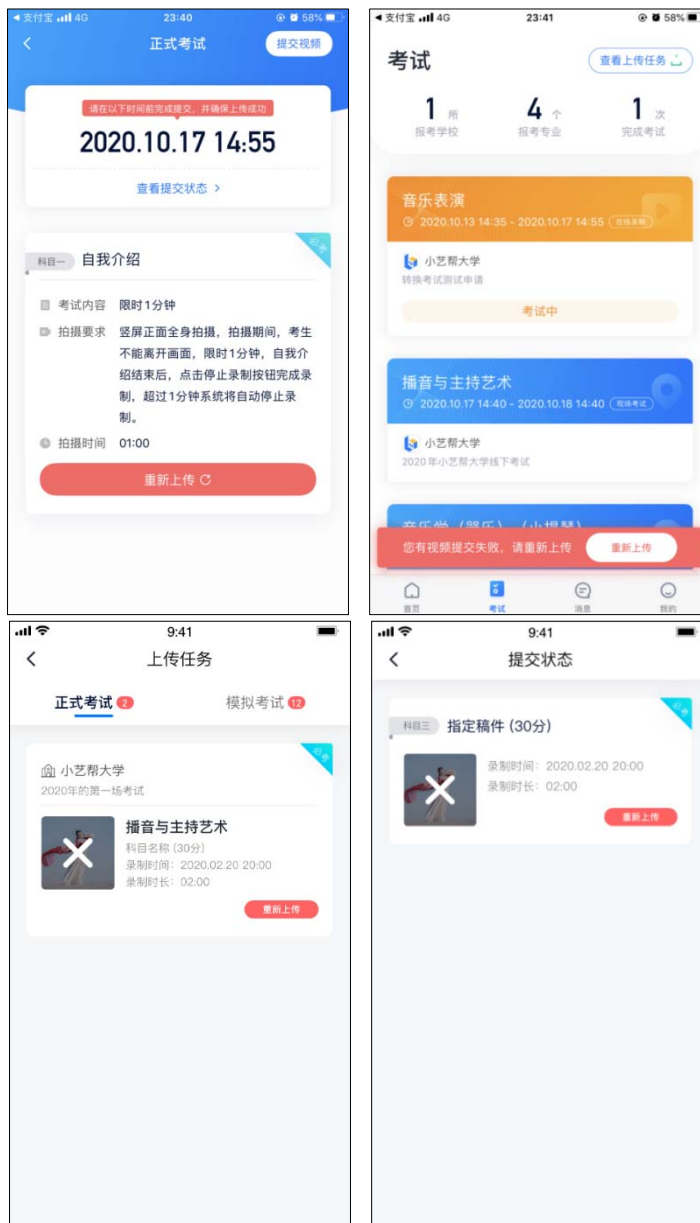 支付宝 4G 23:40 58%
正式考试 提交视频
请在以下时间前完成提交，并确保上传成功
2020.10.17 14:55
查看提交状态 >
必考
科目一 自我介绍
考试内容 限时1分钟
拍摄要求 竖屏正面全身拍摄，拍摄期间，考生
不能离开画面，限时1分钟，自我介
绍结束后，点击停止录制按钮完成录
制，超过1分钟系统将自动停止录
制。
拍摄时间 01:00
重新上传
支付宝 4G 23:41 58%
考试 查看上传任务
1 所 4 个 1 次
报考学校 报考专业 完成考试
音乐表演
2020.10.13 14:35 - 2020.10.17 14:55 在线录制
小艺帮大学
转换考试测试申请
考试中
播音与主持艺术
2020.10.17 14:40 - 2020.10.18 14:40 现场考试
小艺帮大学
2020年小艺帮大学线下考试
音乐学（器乐）（小提琴）
您有视频提交失败，请重新上传 重新上传
首页 考试 消息 我的
9:41
上传任务
正式考试 2 模拟考试 12
必考
小艺帮大学
2020年的第一场考试
播音与主持艺术
科目名称 (30分)
录制时间：2020.02.20 20:00
录制时长：02:00
重新上传
9:41
提交状态
必考
科目三 指定稿件 (30分)
录制时间：2020.02.20 20:00
录制时长：02:00
重新上传